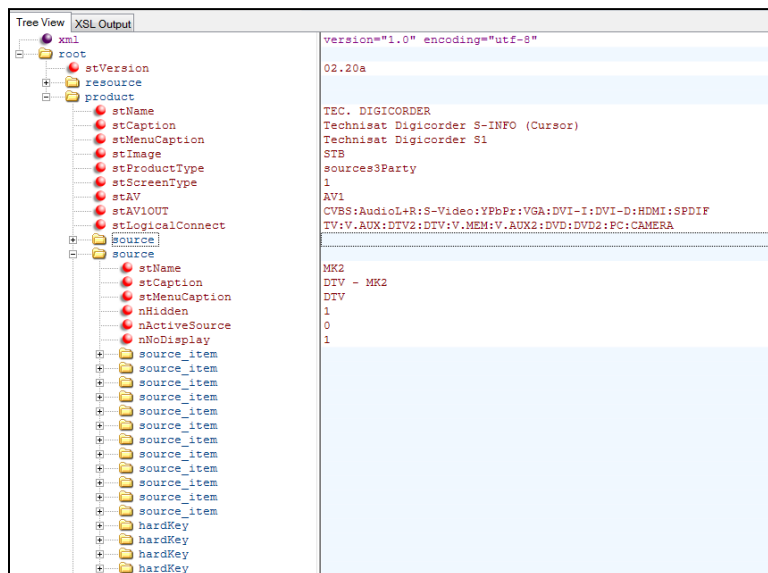 Tree View XSL Output
xml version="1.0" encoding="utf-8"
root
stVersion 02.20a
resource
product
stName TEC. DIGICORDER
stCaption Technisat Digicorder S-INFO (Cursor)
stMenuCaption Technisat Digicorder S1
stImage STB
stProductType sources3Party
stScreenType 1
stAV AV1
stAV1OUT CVBS:AudioL+R:S-Video:YPbPr:VGA:DVI-I:DVI-D:HDMI:SPDIF
stLogicalConnect TV:V.AUX:DTV2:DTV:V.MEM:V.AUX2:DVD:DVD2:PC:CAMERA
source
source
stName MK2
stCaption DTV - MK2
stMenuCaption DTV
nHidden 1
nActiveSource 0
nNoDisplay 1
source_item
source_item
source_item
source_item
source_item
source_item
source_item
source_item
source_item
source_item
source_item
source_item
hardKey
hardKey
hardKey
hardKey